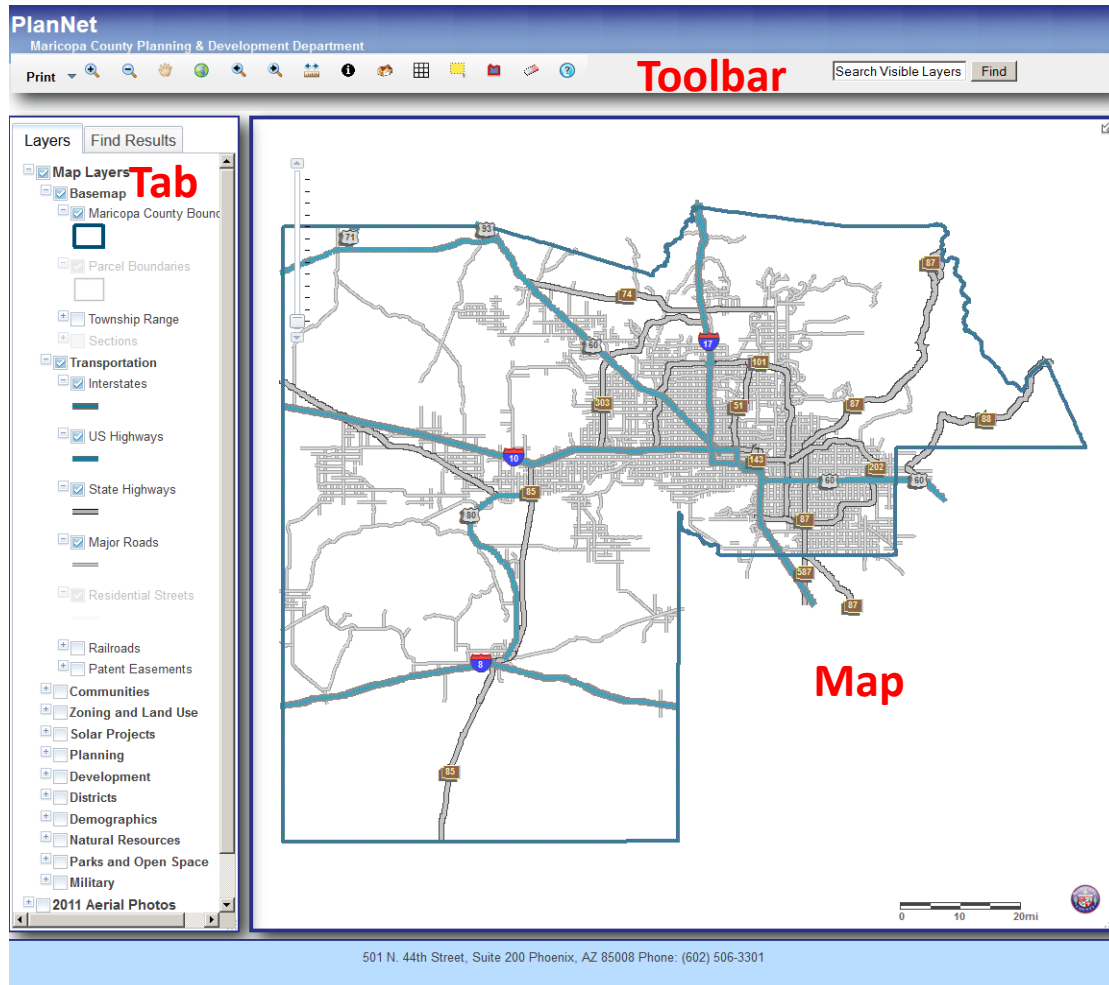 PlanNet
Maricopa County Planning & Development Department
Print
Toolbar
Search Visible Layers
Find
Layers
Find Results
Map Layers
Tab
Basemap
Maricopa County Bounc
Parcel Boundaries
Township Range
Sections
Transportation
Interstates
US Highways
State Highways
Major Roads
Residential Streets
Railroads
Patent Easements
Communities
Zoning and Land Use
Solar Projects
Planning
Development
Districts
Demographics
Natural Resources
Parks and Open Space
Military
2011 Aerial Photos
93
71
87
74
17
60
101
303
51
87
88
10
143
202
85
60
60
80
87
587
87
8
85
Map
0 10 20mi
501 N. 44th Street, Suite 200 Phoenix, AZ 85008 Phone: (602) 506-3301